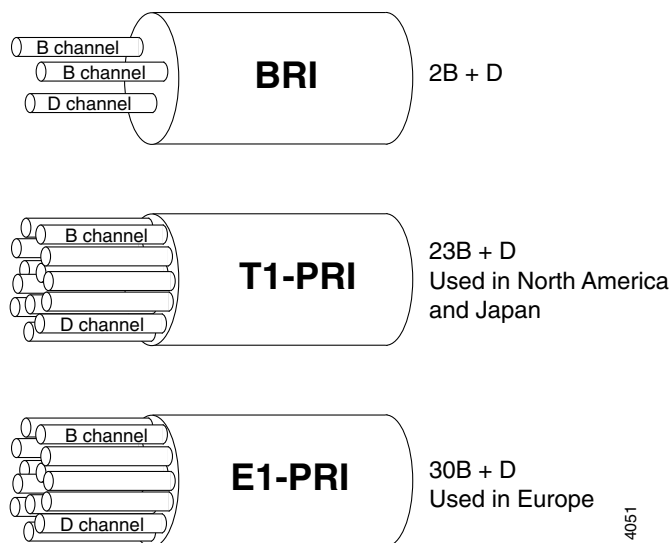 B channel
B channel
D channel
BRI
2B + D
B channel
D channel
T1-PRI
23B + D
Used in North America
and Japan
B channel
D channel
E1-PRI
30B + D
Used in Europe
4051